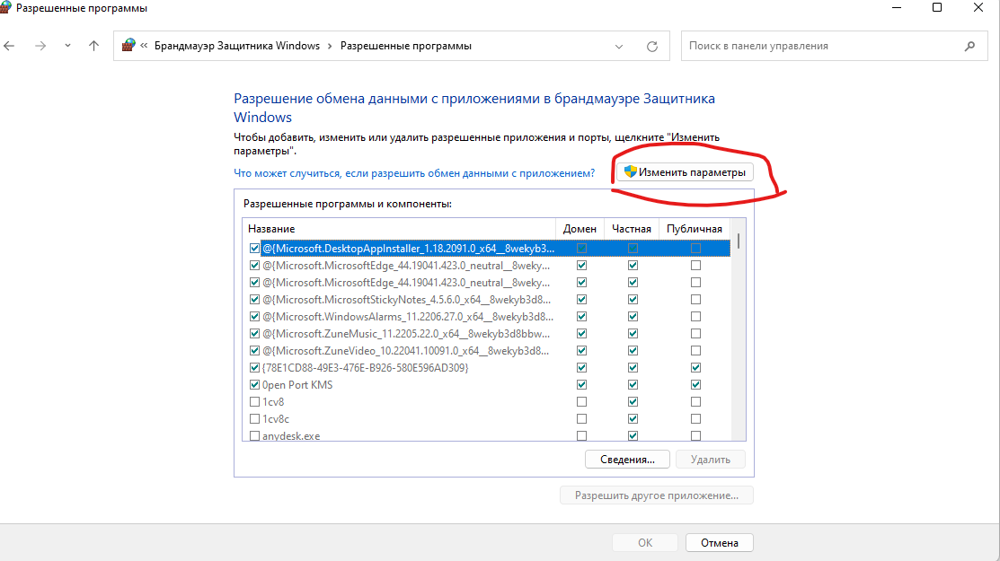 Разрешенные программы
« Брандмауэр Защитника Windows › Разрешенные программы
Поиск в панели управления
Разрешение обмена данными с приложениями в брандмауэре Защитника
Windows
Чтобы добавить, изменить или удалить разрешенные приложения и порты, щелкните "Изменить
параметры".
Что может случиться, если разрешить обмен данными с приложением?
Изменить параметры
Разрешенные программы и компоненты:
Название Домен Частная Публичная
@{Microsoft.DesktopAppInstaller_1.18.2091.0_x64__8wekyb3...
@{Microsoft.MicrosoftEdge_44.19041.423.0_neutral__8weky...
@{Microsoft.MicrosoftEdge_44.19041.423.0_neutral__8weky...
@{Microsoft.MicrosoftStickyNotes_4.5.6.0_x64__8wekyb3d8...
@{Microsoft.WindowsAlarms_11.2206.27.0_x64__8wekyb3d8...
@{Microsoft.ZuneMusic_11.2205.22.0_x64__8wekyb3d8bbw...
@{Microsoft.ZuneVideo_10.22041.10091.0_x64__8wekyb3d8...
{78E1CD88-49E3-476E-B926-580E596AD309}
0pen Port KMS
1cv8
1cv8c
anydesk.exe
Сведения... Удалить
Разрешить другое приложение...
ОК Отмена